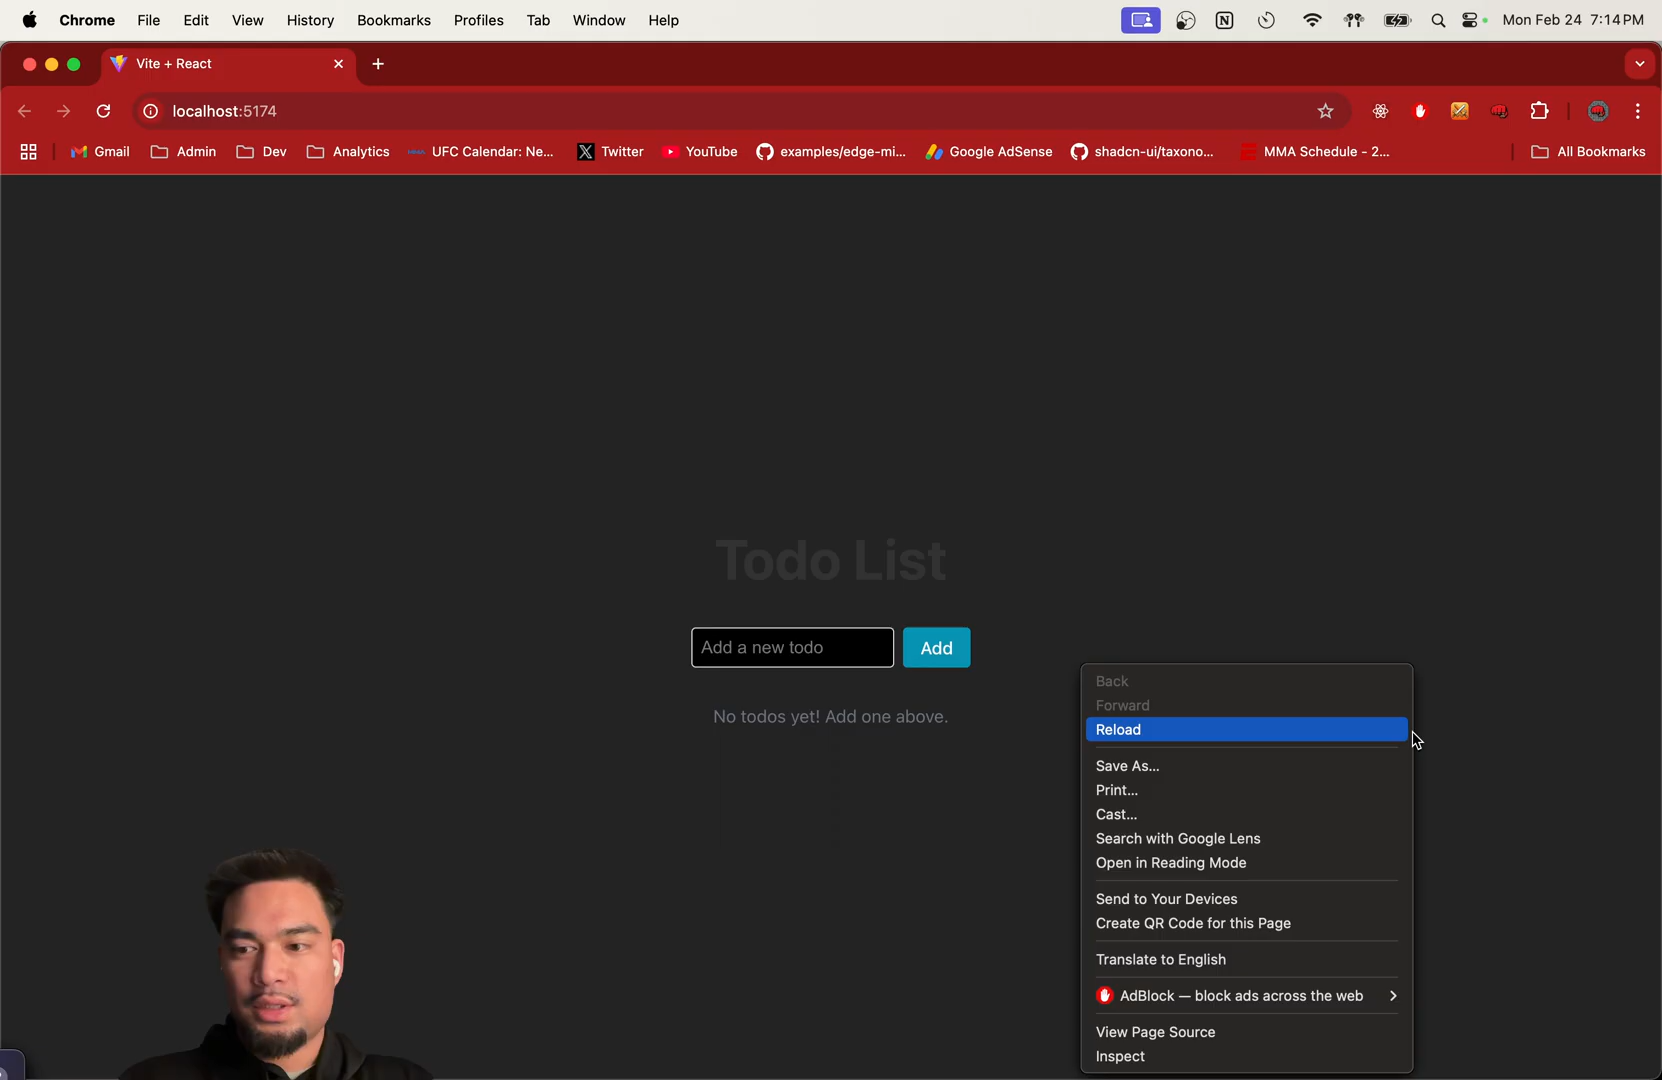 Chrome File Edit View History Bookmarks Profiles Tab Window Help Mon Feb 24 7:14 PM
Vite + React
localhost:5174
Gmail Admin Dev Analytics UFC Calendar: Ne... Twitter YouTube examples/edge-mi... Google AdSense shadcn-ui/taxono... MMA Schedule - 2... All Bookmarks
Todo List
Add a new todo Add
No todos yet! Add one above.
Back
Forward
Reload
Save As...
Print...
Cast...
Search with Google Lens
Open in Reading Mode
Send to Your Devices
Create QR Code for this Page
Translate to English
AdBlock — block ads across the web
View Page Source
Inspect